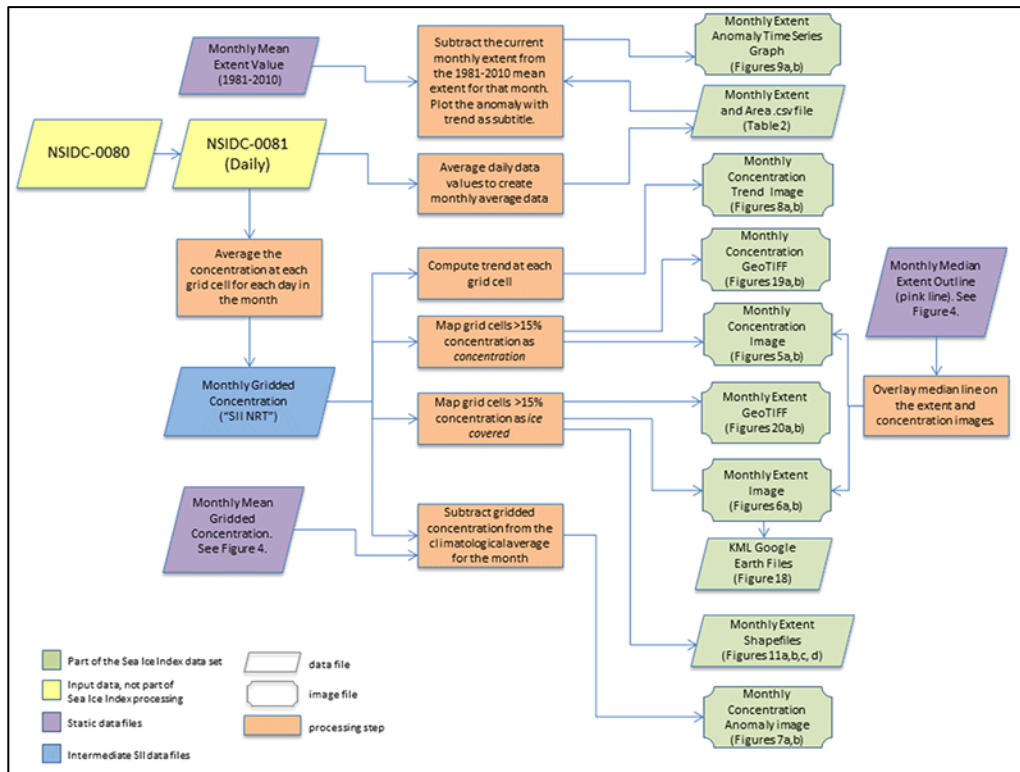 Monthly Mean
Extent Value
(1981-2010)
Subtract the current
monthly extent from
the 1981-2010 mean
extent for that month.
Plot the anomaly with
trend as subtitle.
Monthly Extent
Anomaly Time Series
Graph
(Figures 9a,b)
Monthly Extent
and Area .csv file
(Table 2)
NSIDC-0080
NSIDC-0081
(Daily)
Average daily data
values to create
monthly average data
Monthly
Concentration
Trend Image
(Figures 8a,b)
Average the
concentration at each
grid cell for each day in
the month
Compute trend at each
grid cell
Monthly
Concentration
GeoTIFF
(Figures 19a,b)
Monthly Median
Extent Outline
(pink line). See
Figure 4.
Map grid cells >15%
concentration as
concentration
Monthly
Concentration
Image
(Figures 5a,b)
Monthly Gridded
Concentration
("SII NRT")
Map grid cells >15%
concentration as ice
covered
Monthly Extent
GeoTIFF
(Figures 20a,b)
Overlay median line on
the extent and
concentration images.
Monthly Extent
Image
(Figures 6a,b)
Monthly Mean
Gridded
Concentration.
See Figure 4.
Subtract gridded
concentration from the
climatological average
for the month
KML Google
Earth Files
(Figure 18)
Monthly Extent
Shapefiles
(Figures 11a,b,c, d)
Monthly
Concentration
Anomaly image
(Figures 7a,b)
Part of the Sea Ice Index data set
Input data, not part of
Sea Ice Index processing
Static data files
Intermediate SII data files
data file
image file
processing step